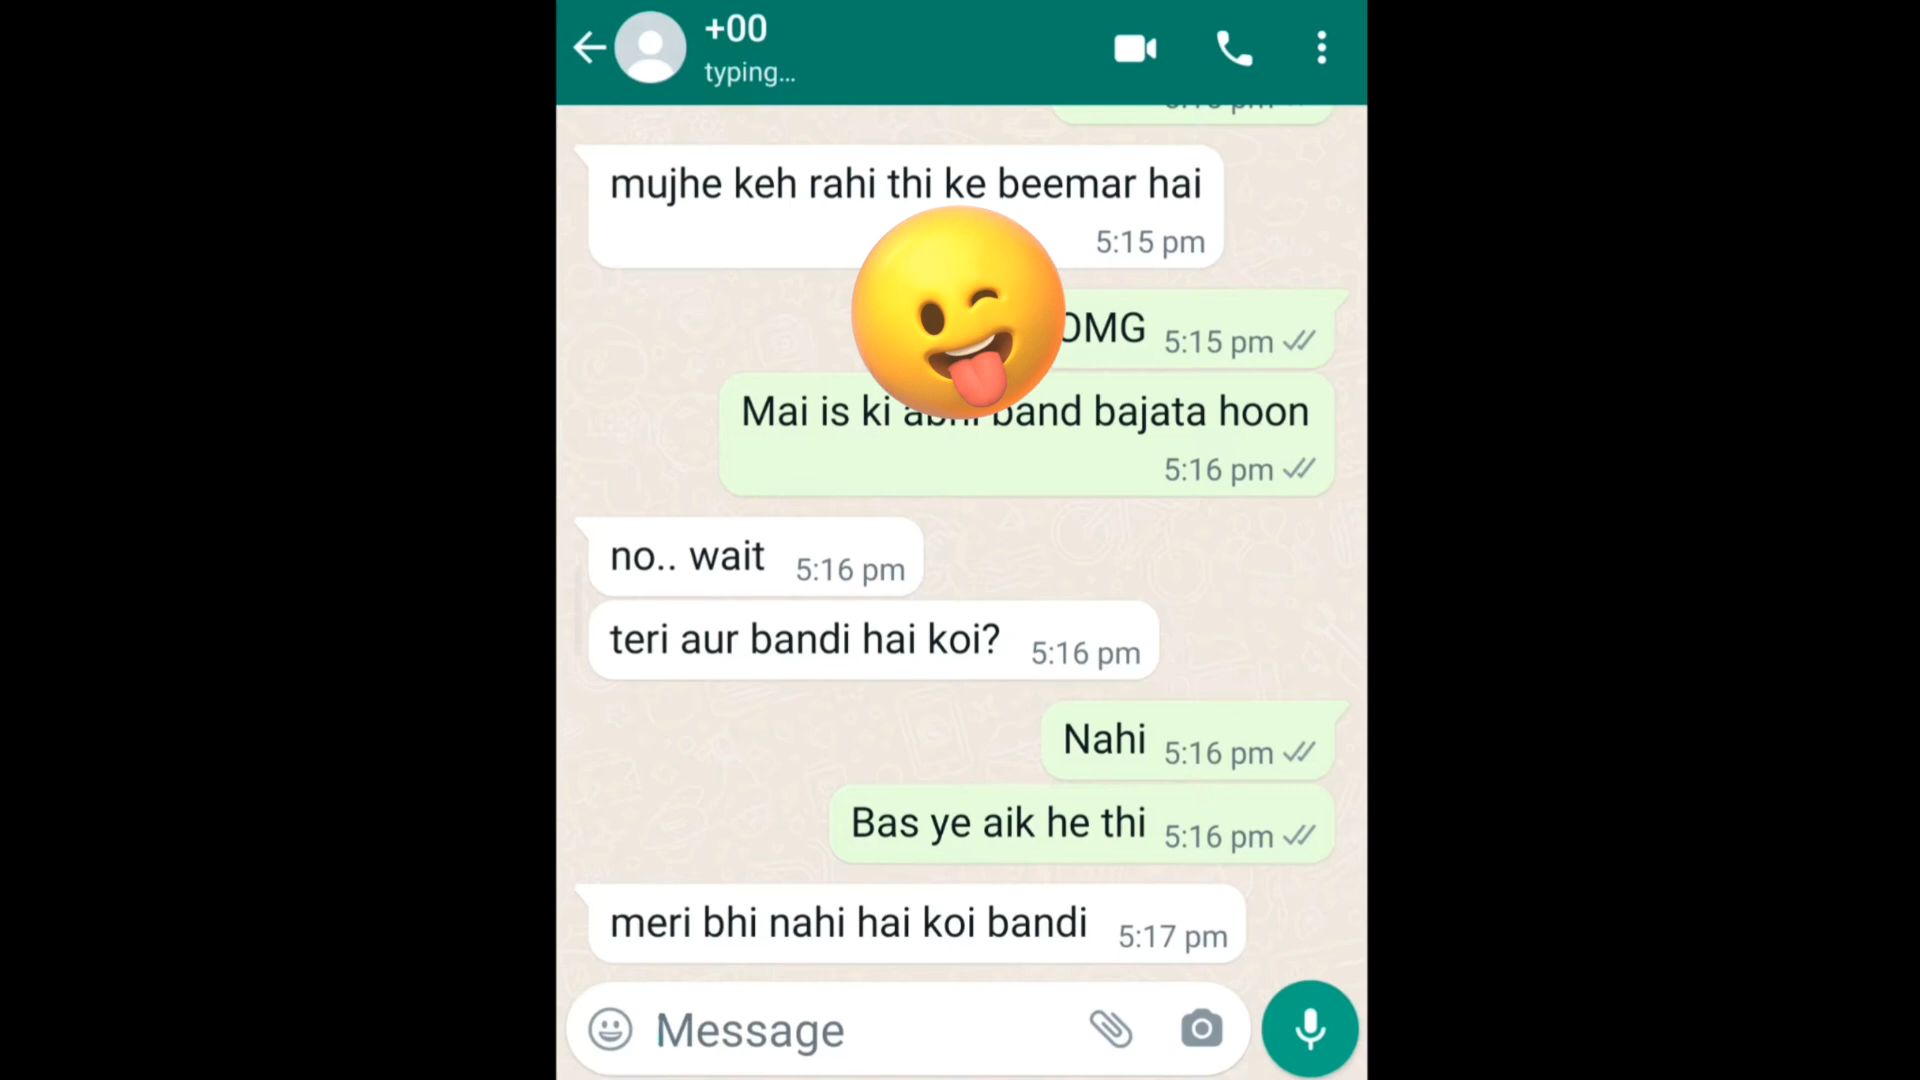 +00
typing...
mujhe keh rahi thi ke beemar hai
5:15 pm
OMG 5:15 pm
Mai is ki abhi band bajata hoon
5:16 pm
no.. wait 5:16 pm
teri aur bandi hai koi? 5:16 pm
Nahi 5:16 pm
Bas ye aik he thi 5:16 pm
meri bhi nahi hai koi bandi 5:17 pm
Message